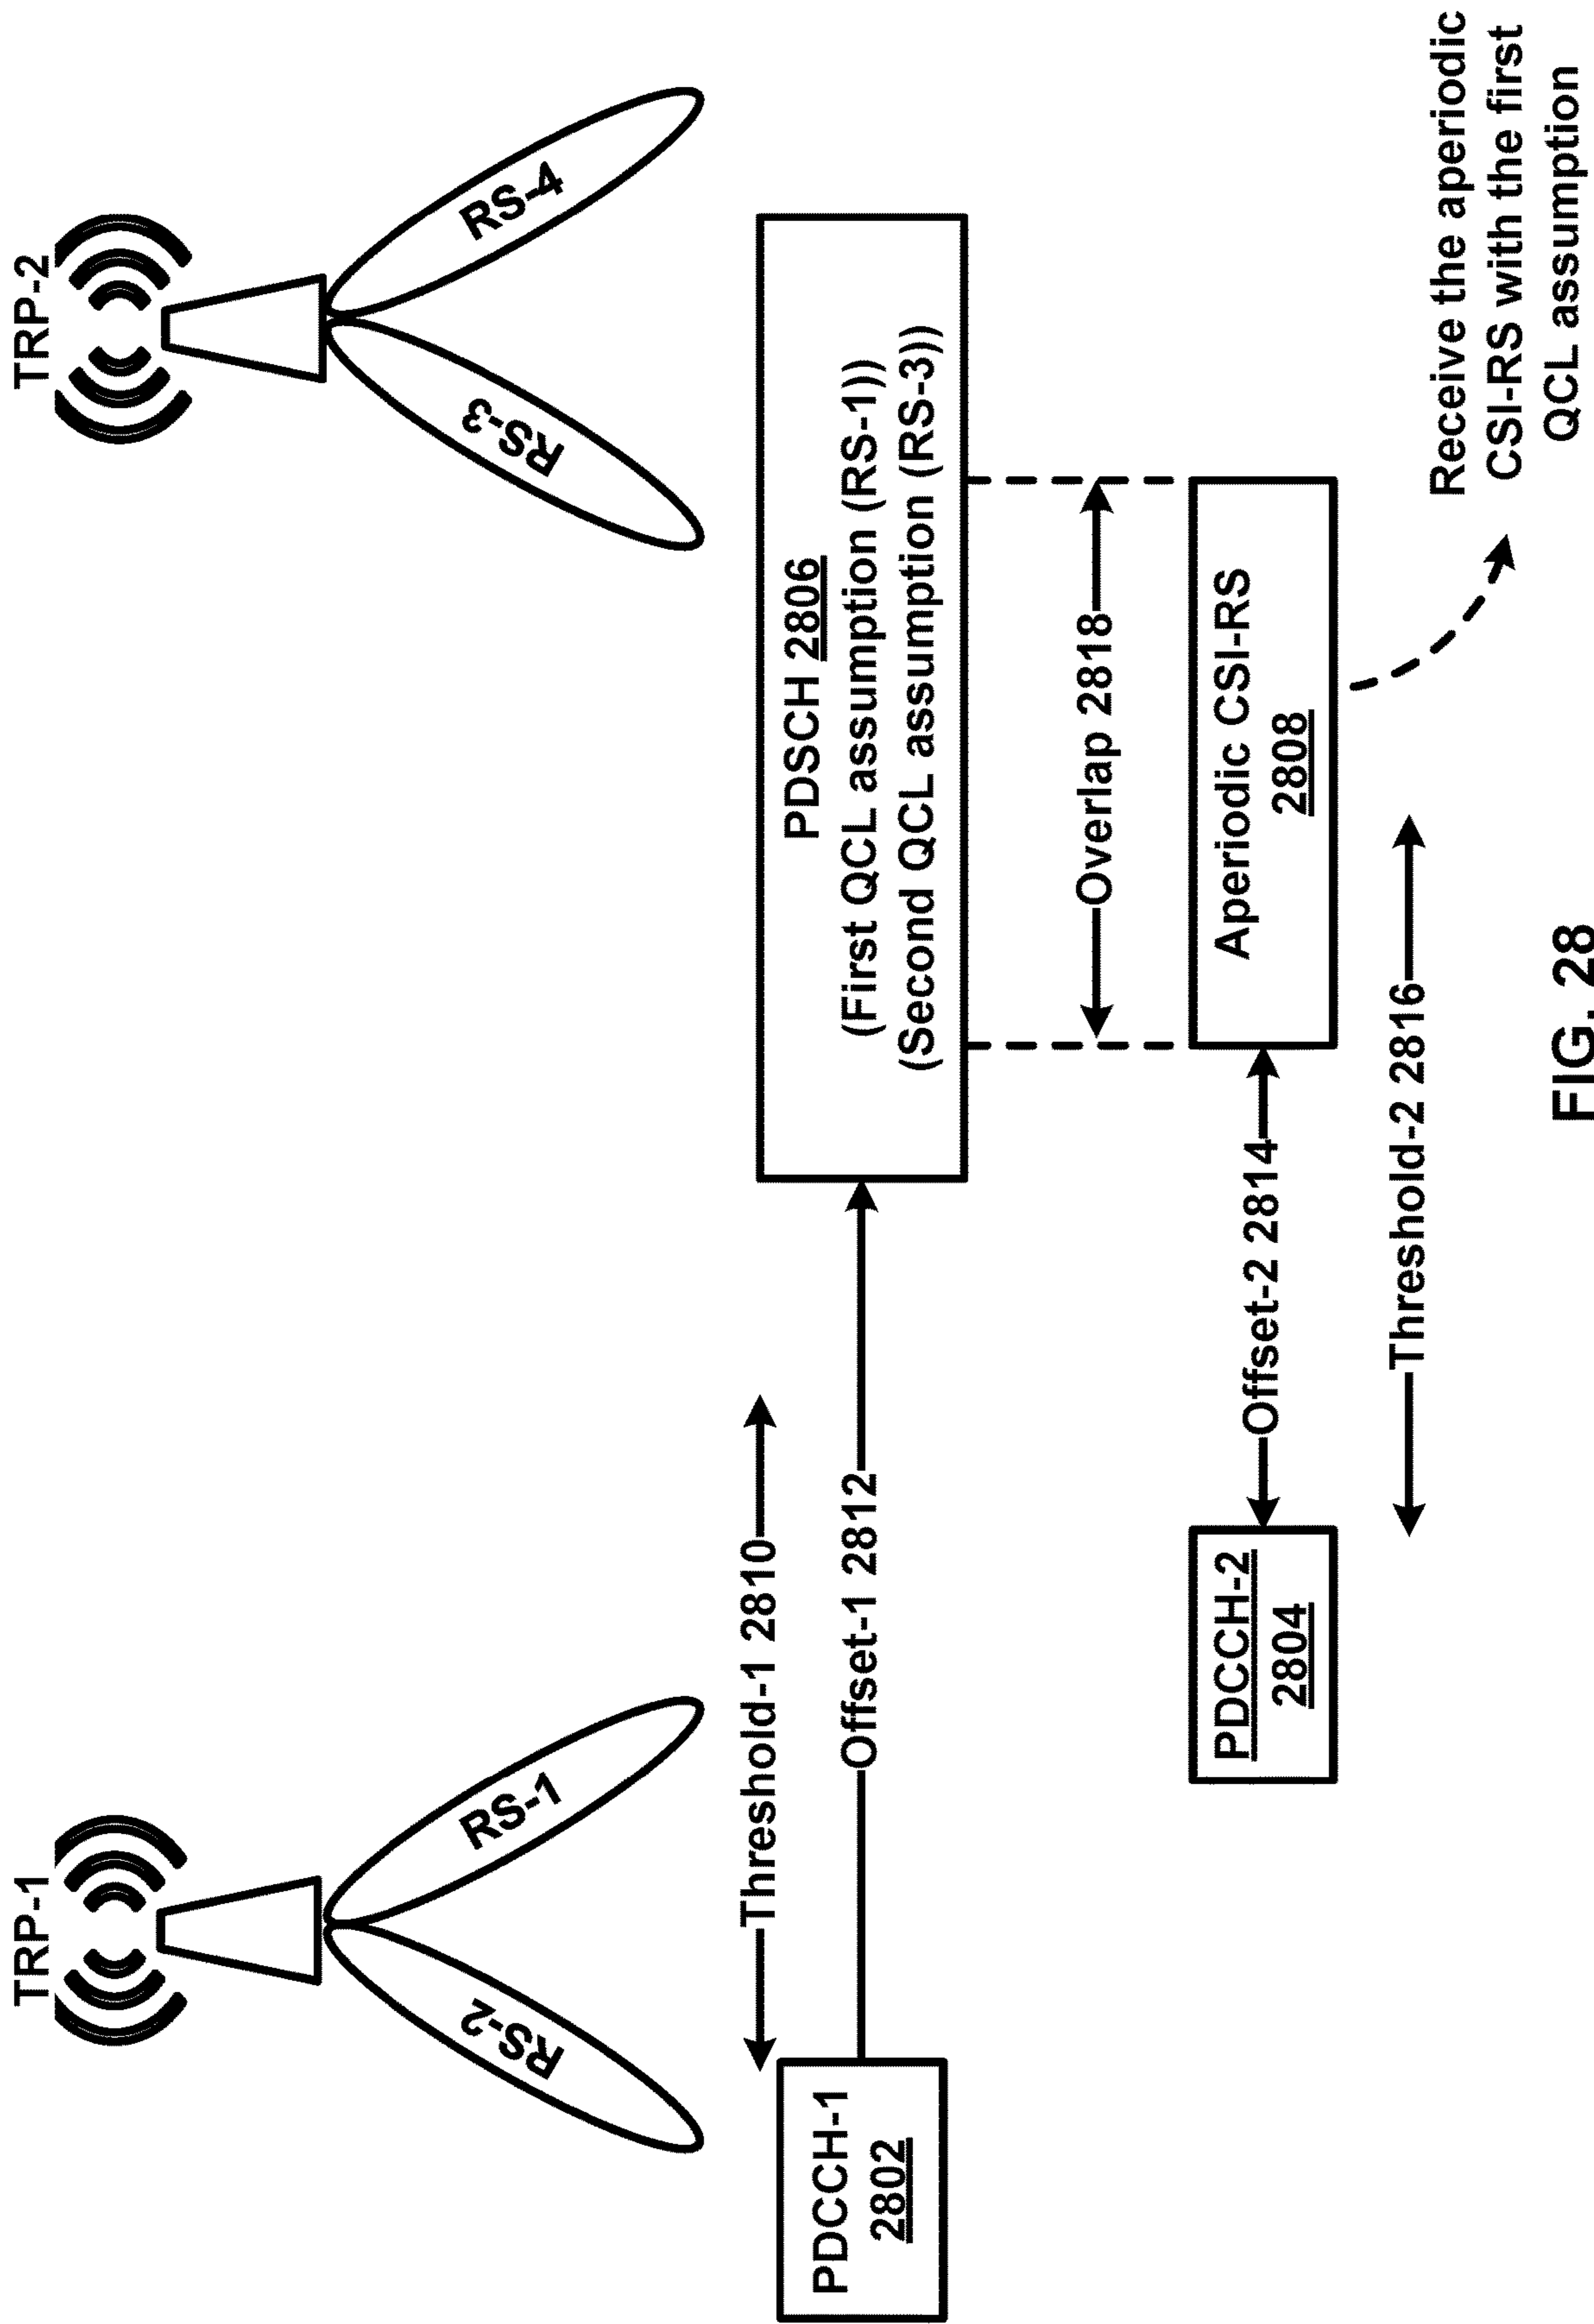 TRP-1
TRP-2
RS-2
RS-1
RS-3
RS-4
Threshold-1 2810
PDCCH-1
2802
Offset-1 2812
PDSCH 2806
(First QCL assumption (RS-1))
(Second QCL assumption (RS-3))
Overlap 2818
PDCCH-2
2804
Offset-2 2814
Aperiodic CSI-RS
2808
Threshold-2 2816
Receive the aperiodic
CSI-RS with the first
QCL assumption
FIG. 28